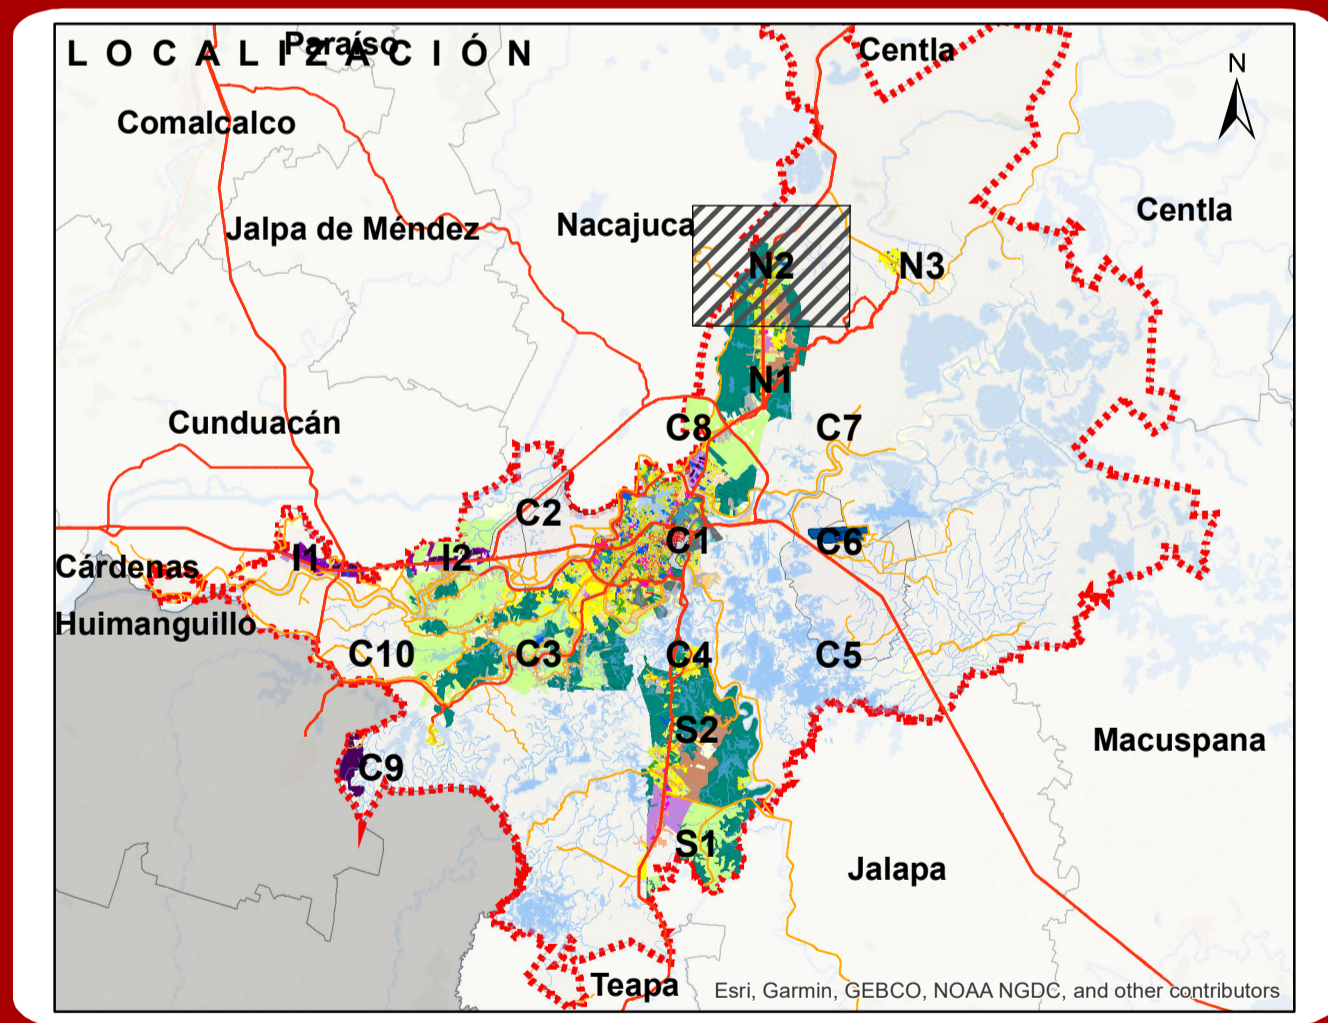 LOCALIZACIÓN
Paraíso
Centla
N
Comalcalco
Centla
Jalpa de Méndez
Nacajuca
N2
N3
N1
Cunduacán
C8
C7
C2
C1
C6
I1
I2
Cárdenas
Huimanguillo
C10
C3
C4
C5
S2
Macuspana
C9
S1
Jalapa
Teapa
Esri, Garmin, GEBCO, NOAA NGDC, and other contributors